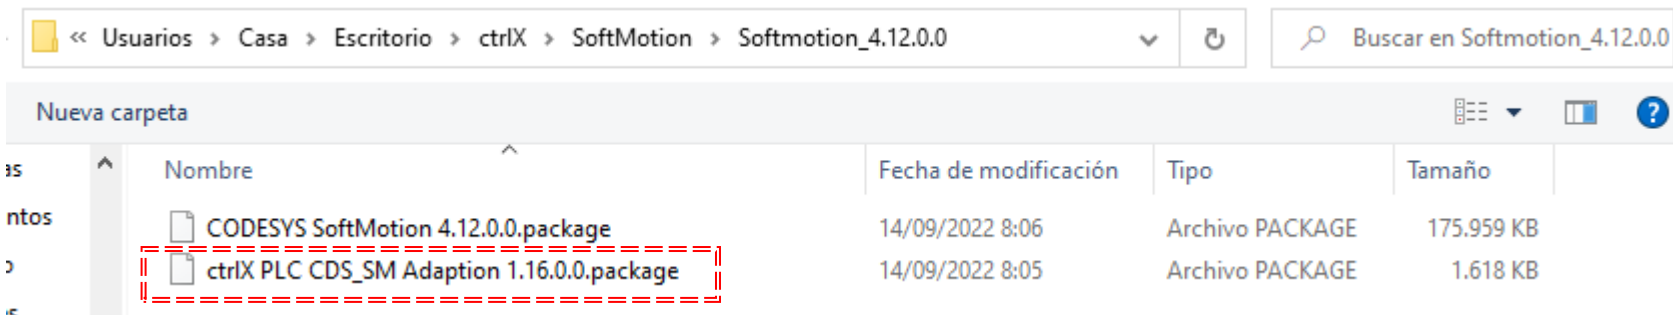 « Usuarios > Casa > Escritorio > ctrlX > SoftMotion > Softmotion_4.12.0.0
Buscar en Softmotion_4.12.0.0
Nueva carpeta
?
as
Nombre
Fecha de modificación
Tipo
Tamaño
ntos
CODESYS SoftMotion 4.12.0.0.package
14/09/2022 8:06
Archivo PACKAGE
175.959 KB
ctrlX PLC CDS_SM Adaption 1.16.0.0.package
14/09/2022 8:05
Archivo PACKAGE
1.618 KB